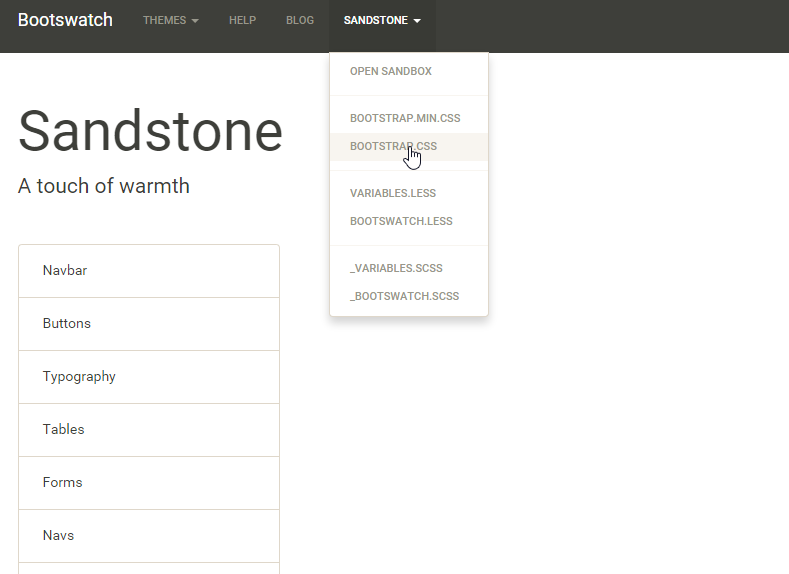 Bootswatch THEMES HELP BLOG SANDSTONE
OPEN SANDBOX
BOOTSTRAP.MIN.CSS
BOOTSTRAP.CSS
VARIABLES.LESS
BOOTSWATCH.LESS
_VARIABLES.SCSS
_BOOTSWATCH.SCSS
Sandstone
A touch of warmth
Navbar
Buttons
Typography
Tables
Forms
Navs